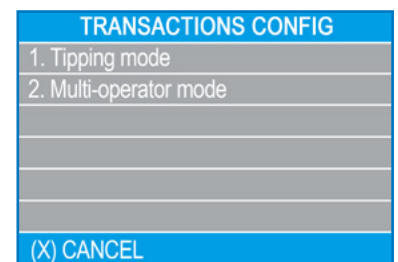 TRANSACTIONS CONFIG
1. Tipping mode
2. Multi-operator mode
(X) CANCEL